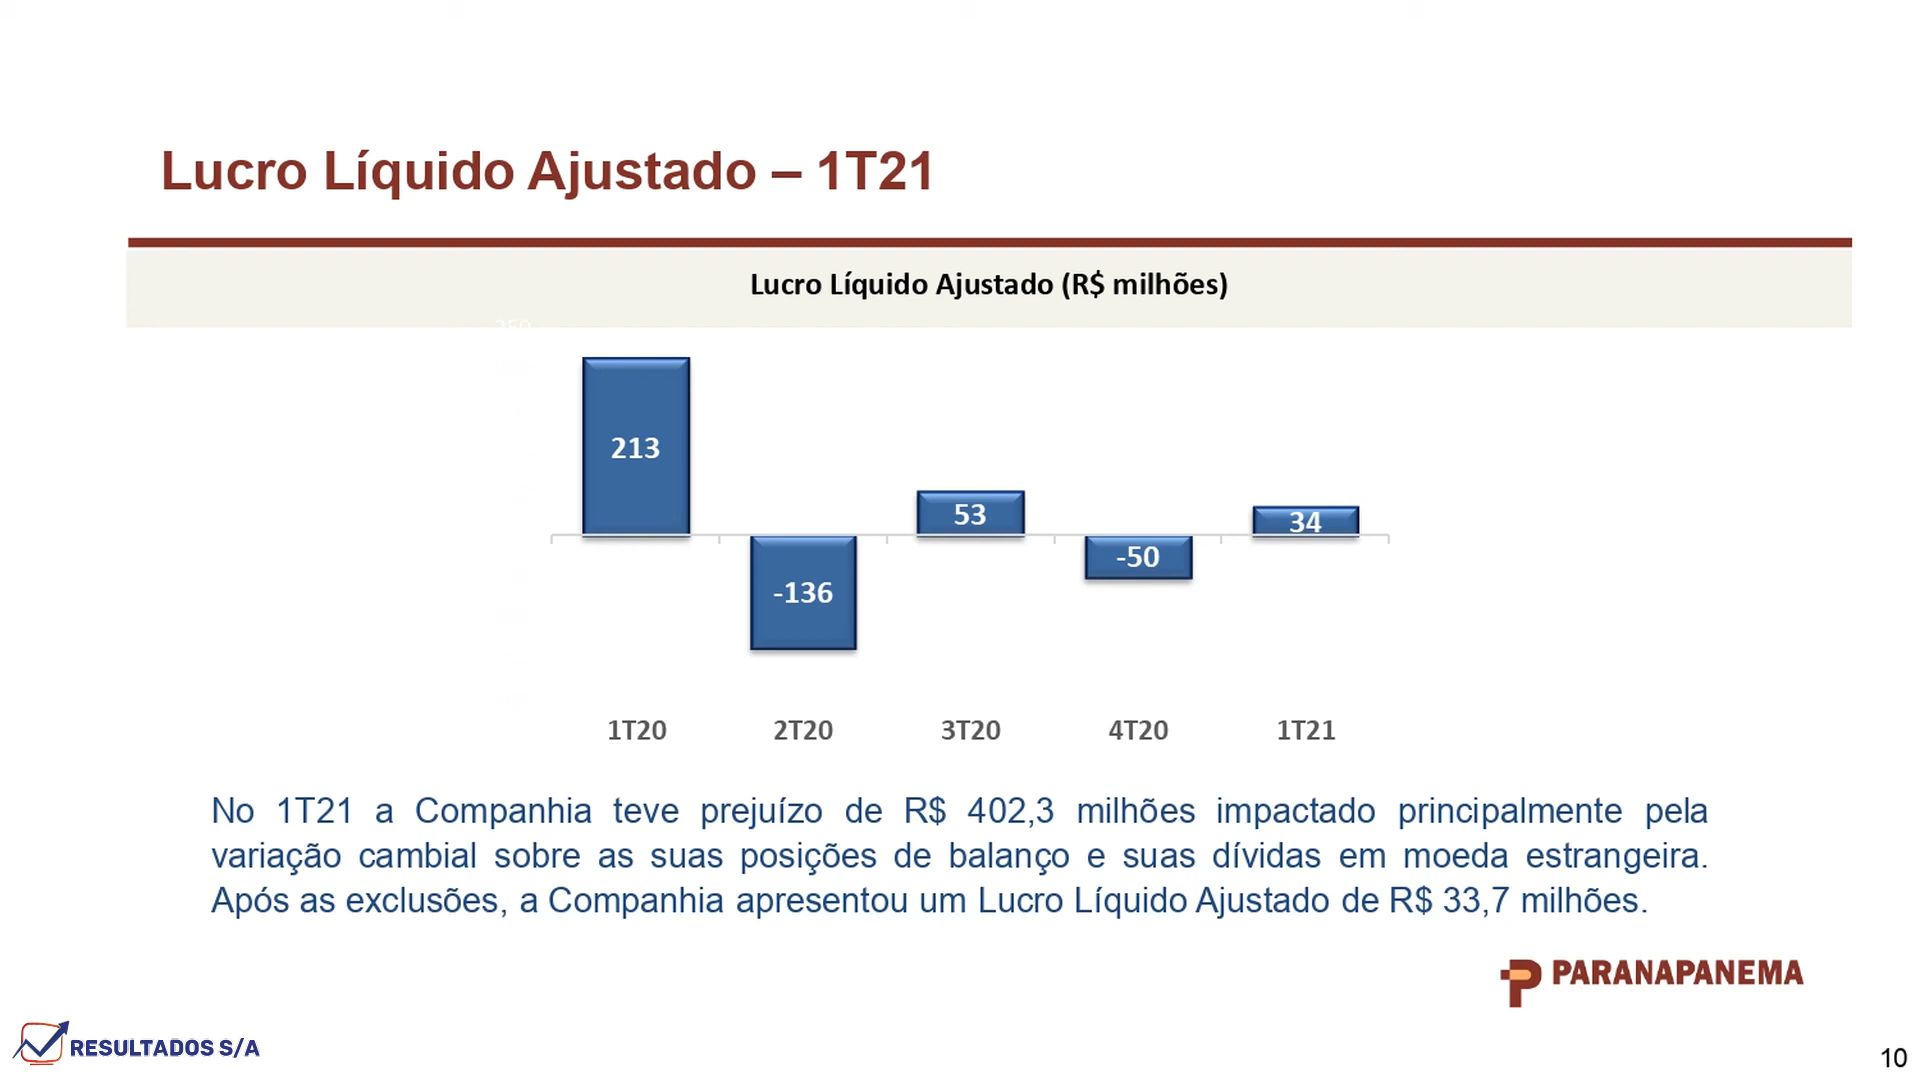 Lucro Líquido Ajustado – 1T21
Lucro Líquido Ajustado (R$ milhões)
213
-136
53
-50
34
1T20 2T20 3T20 4T20 1T21
No 1T21 a Companhia teve prejuízo de R$ 402,3 milhões impactado principalmente pela
variação cambial sobre as suas posições de balanço e suas dívidas em moeda estrangeira.
Após as exclusões, a Companhia apresentou um Lucro Líquido Ajustado de R$ 33,7 milhões.
PARANAPANEMA
RESULTADOS S/A
10